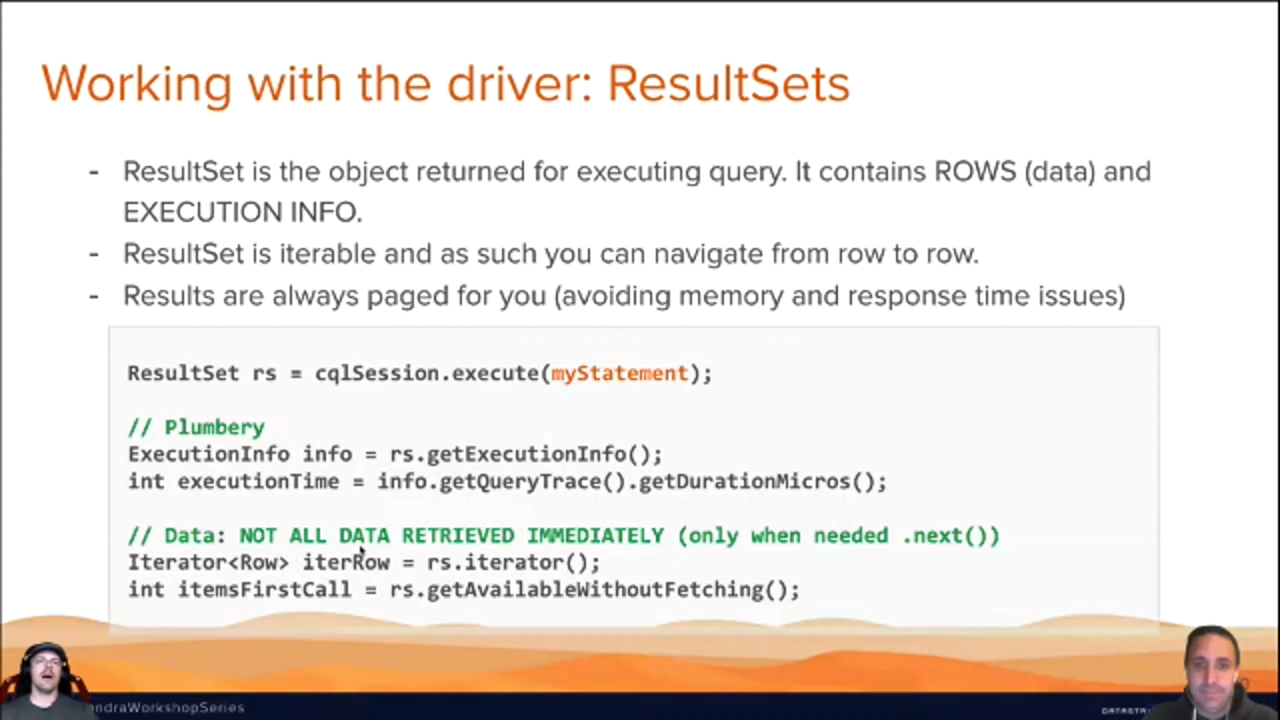 Working with the driver: ResultSets
- ResultSet is the object returned for executing query. It contains ROWS (data) and
EXECUTION INFO.
- ResultSet is iterable and as such you can navigate from row to row.
- Results are always paged for you (avoiding memory and response time issues)
ResultSet rs = cqlSession.execute(myStatement);
// Plumbery
ExecutionInfo info = rs.getExecutionInfo();
int executionTime = info.getQueryTrace().getDurationMicros();
// Data: NOT ALL DATA RETRIEVED IMMEDIATELY (only when needed .next())
Iterator<Row> iterRow = rs.iterator();
int itemsFirstCall = rs.getAvailableWithoutFetching();
ndraWorkshopSeries